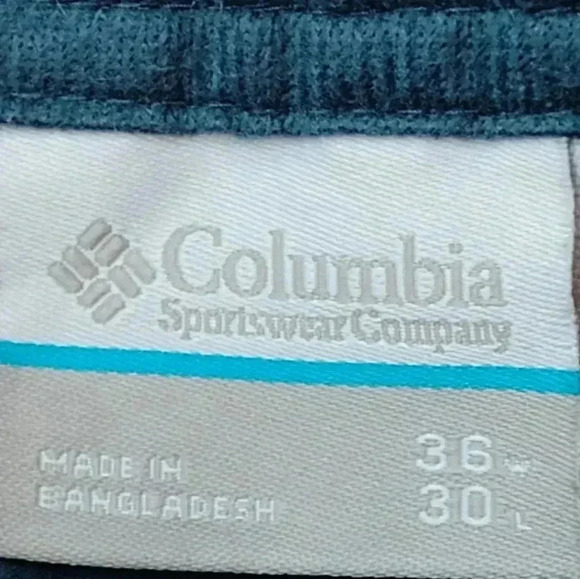 Columbia
Sportswear Company
36 W
MADE IN
30 L
BANGLADESH